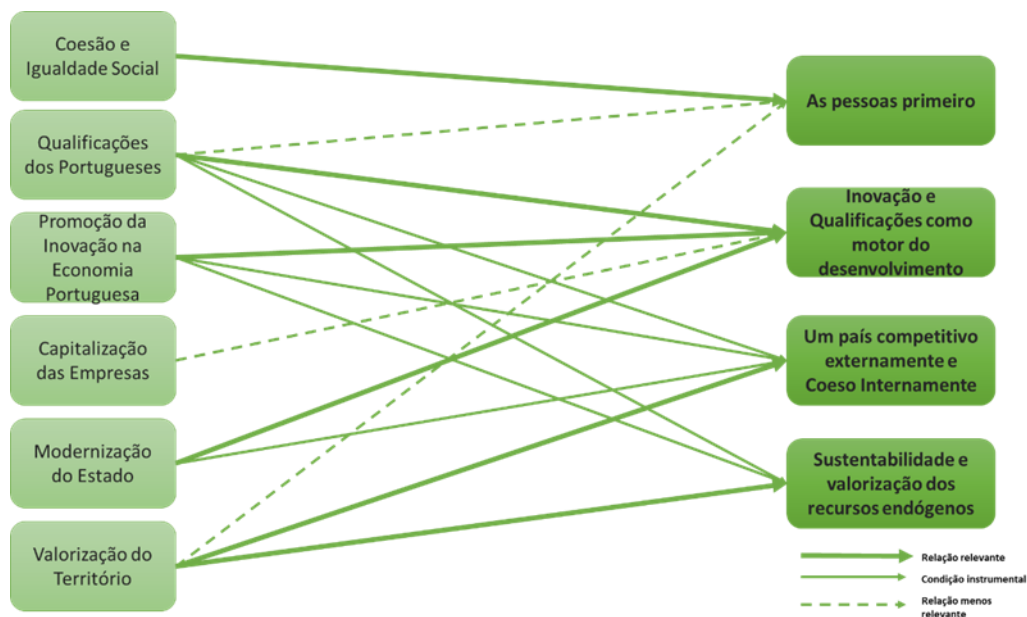 Coesão e
Igualdade Social
Qualificações
dos Portugueses
Promoção da
Inovação na
Economia
Portuguesa
Capitalização
das Empresas
Modernização
do Estado
Valorização do
Território
As pessoas primeiro
Inovação e
Qualificações como
motor do
desenvolvimento
Um país competitivo
externamente e
Coeso Internamente
Sustentabilidade e
valorização dos
recursos endógenos
Relação relevante
Condição instrumental
Relação menos
relevante